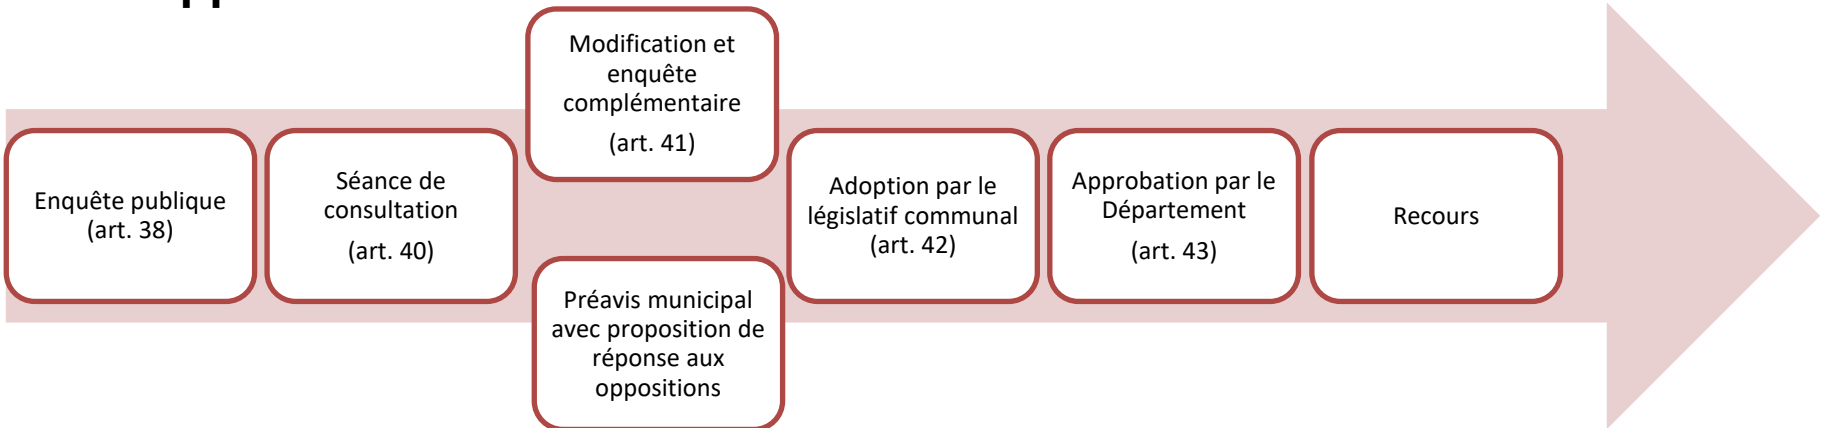 Enquête publique
(art. 38)
Séance de
consultation
(art. 40)
Modification et
enquête
complémentaire
(art. 41)
Préavis municipal
avec proposition de
réponse aux
oppositions
Adoption par le
législatif communal
(art. 42)
Approbation par le
Département
(art. 43)
Recours